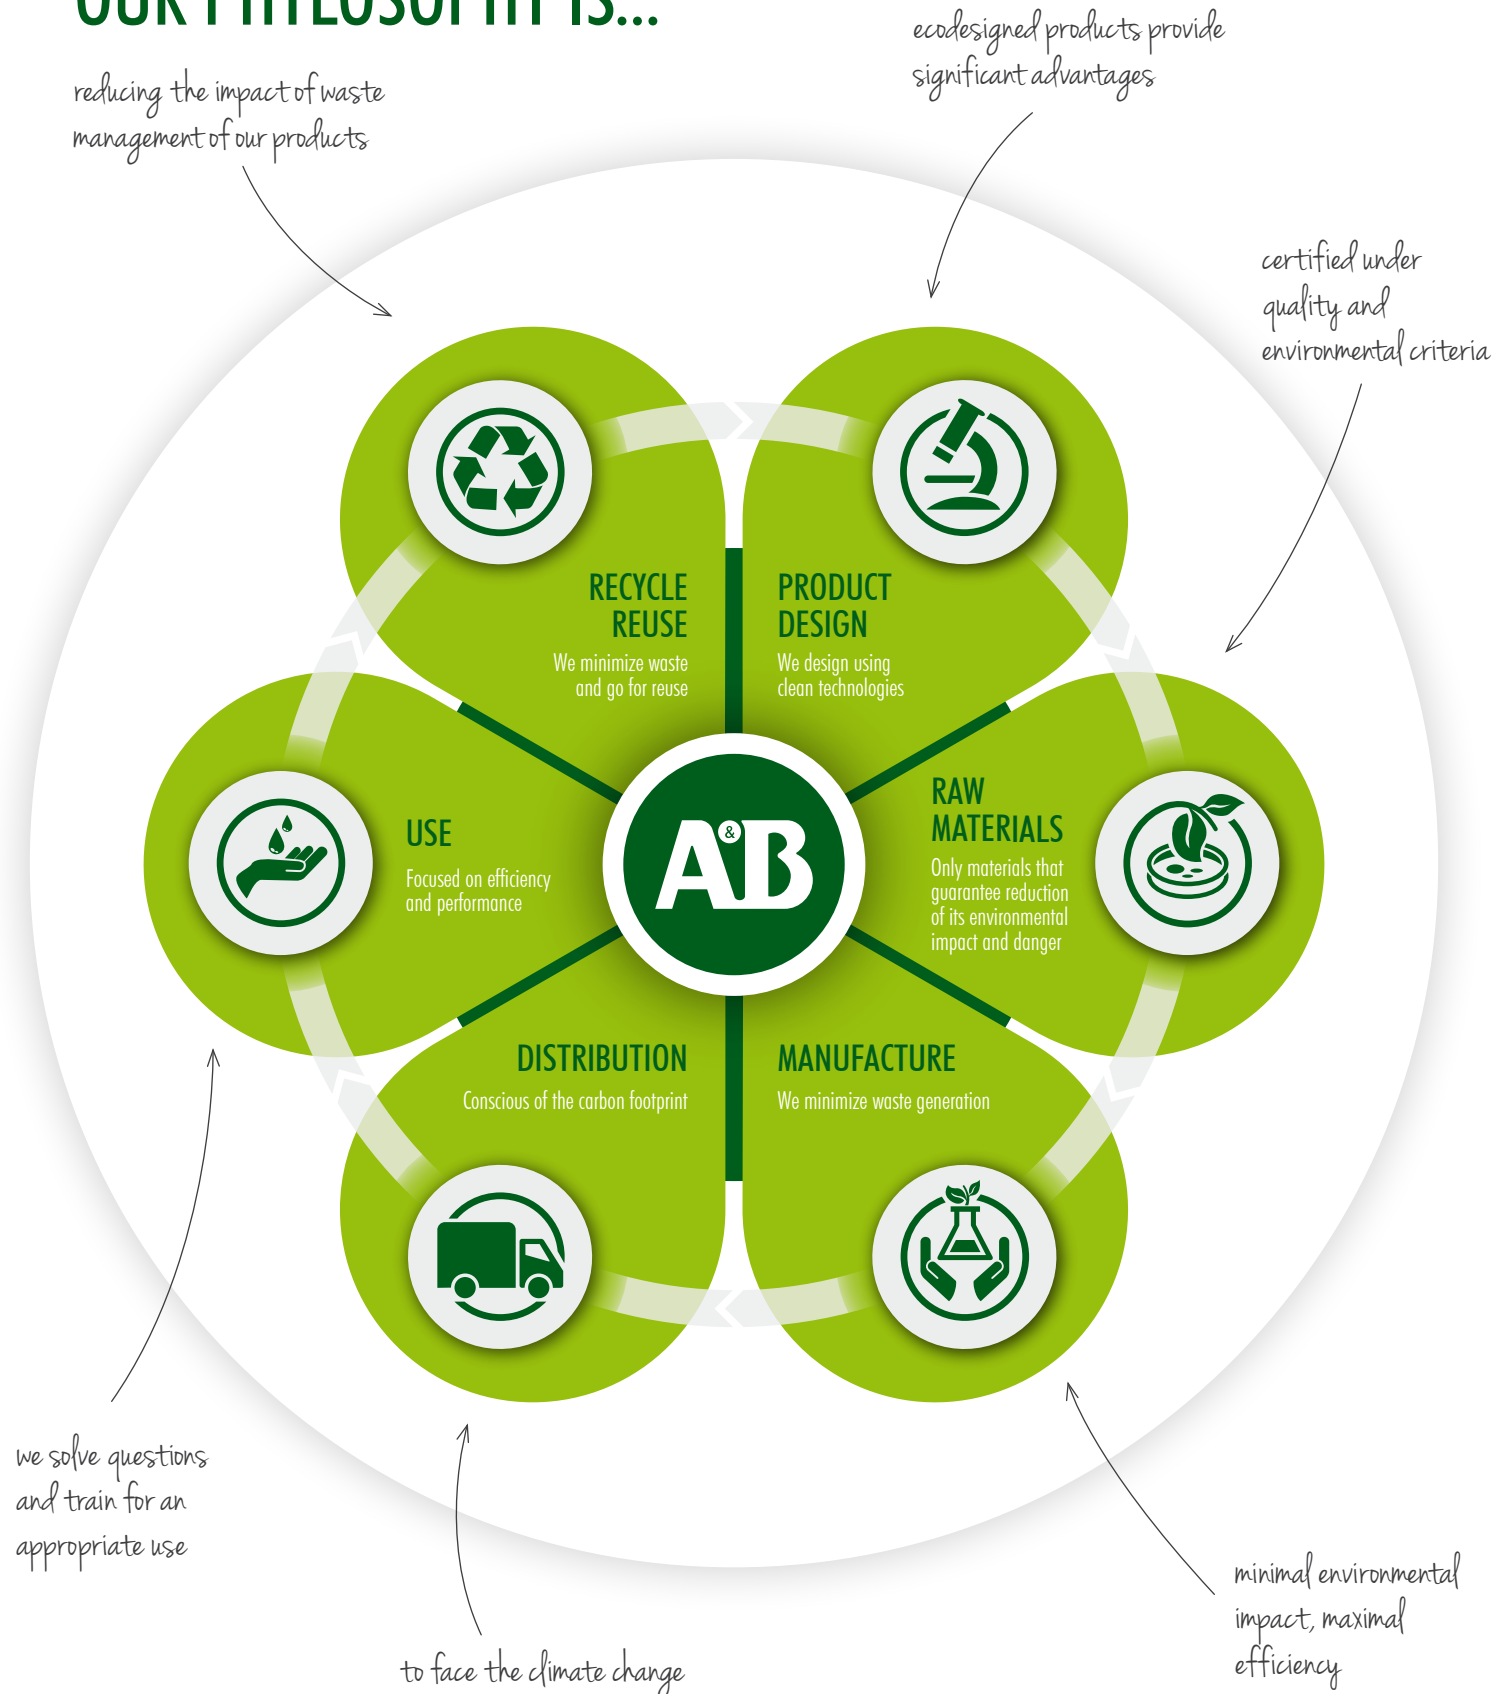 OUR PHILOSOPHY IS...
reducing the impact of waste
management of our products
ecodesigned products provide
significant advantages
certified under
quality and
environmental criteria
RECYCLE
REUSE
We minimize waste
and go for reuse
PRODUCT
DESIGN
We design using
clean technologies
USE
Focused on efficiency
and performance
A&B
RAW
MATERIALS
Only materials that
guarantee reduction
of its environmental
impact and danger
DISTRIBUTION
Conscious of the carbon footprint
MANUFACTURE
We minimize waste generation
we solve questions
and train for an
appropriate use
to face the climate change
minimal environmental
impact, maximal
efficiency